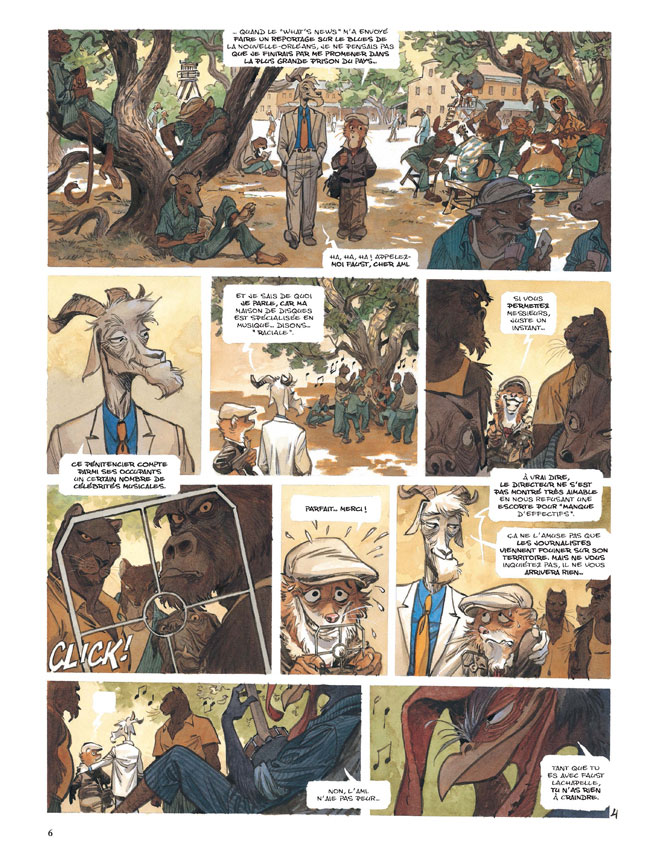 ... QUAND LE "WHAT'S NEWS" M'A ENVOYÉ
FAIRE UN REPORTAGE SUR LE BLUES DE
LA NOUVELLE-ORLÉANS, JE NE PENSAIS PAS
QUE JE FINIRAIS PAR ME PROMENER DANS
LA PLUS GRANDE PRISON DU PAYS...
HA, HA, HA ! APPELEZ-
MOI FAUST, CHER AMI.
CE PÉNITENCIER COMPTE
PARMI SES OCCUPANTS
UN CERTAIN NOMBRE DE
CÉLÉBRITÉS MUSICALES.
ET JE SAIS DE QUOI
JE PARLE, CAR MA
MAISON DE DISQUES
EST SPÉCIALISÉE EN
MUSIQUE... DISONS...
"RACIALE".
SI VOUS
PERMETTEZ
MESSIEURS,
JUSTE UN
INSTANT...
CLICK!
PARFAIT... MERCI !
À VRAI DIRE,
LE DIRECTEUR NE S'EST
PAS MONTRÉ TRÈS AIMABLE
EN NOUS REFUSANT UNE
ESCORTE POUR "MANQUE
D'EFFECTIFS".
ÇA NE L'AMUSE PAS QUE
LES JOURNALISTES
VIENNENT FOUINER SUR SON
TERRITOIRE. MAIS NE VOUS
INQUIÉTEZ PAS, IL NE VOUS
ARRIVERA RIEN...
NON, L'AMI.
N'AIE PAS PEUR...
TANT QUE TU
ES AVEC FAUST
LACHAPELLE,
TU N'AS RIEN
À CRAINDRE.
4
6